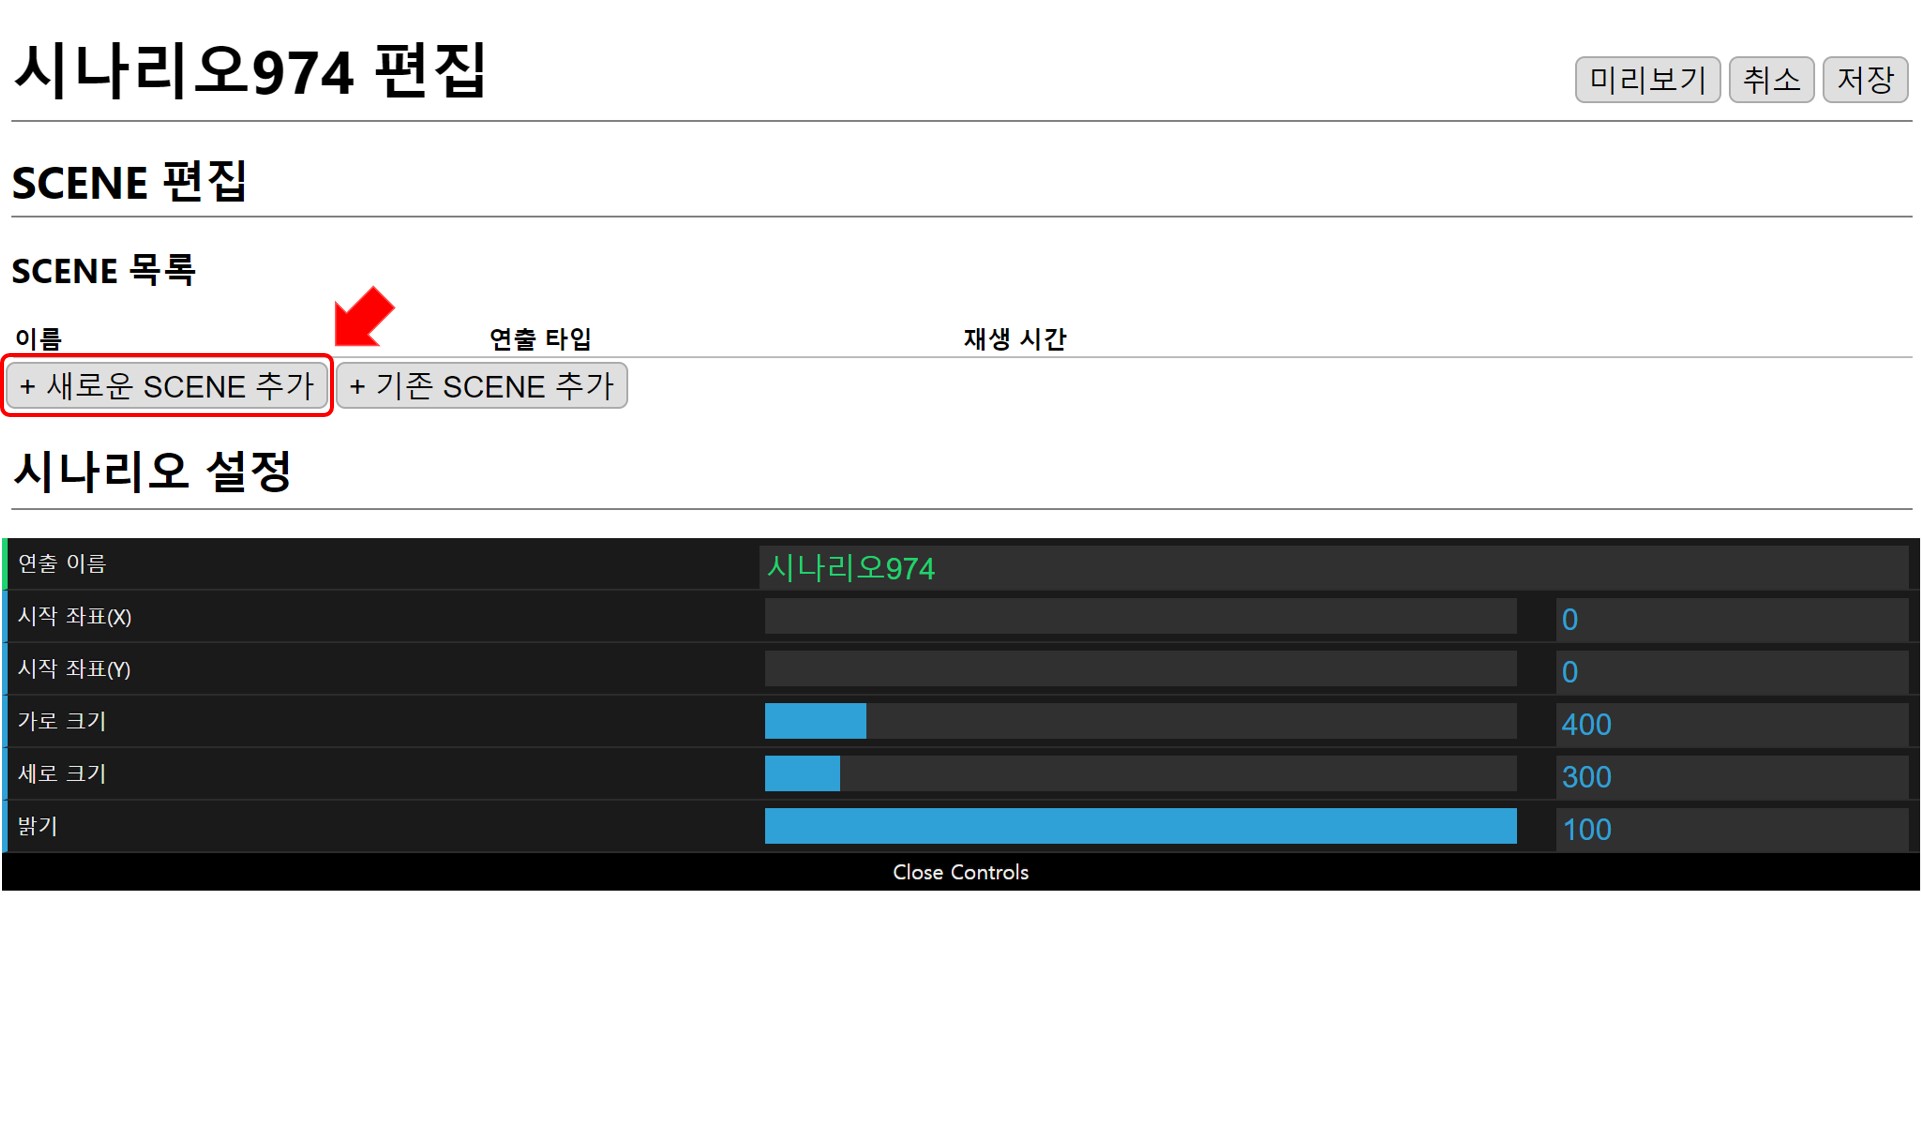 시나리오974 편집
미리보기 취소 저장
SCENE 편집
SCENE 목록
이름 연출 타입 재생 시간
+ 새로운 SCENE 추가 + 기존 SCENE 추가
시나리오 설정
연출 이름 시나리오974
시작 좌표(X) 0
시작 좌표(Y) 0
가로 크기 400
세로 크기 300
밝기 100
Close Controls